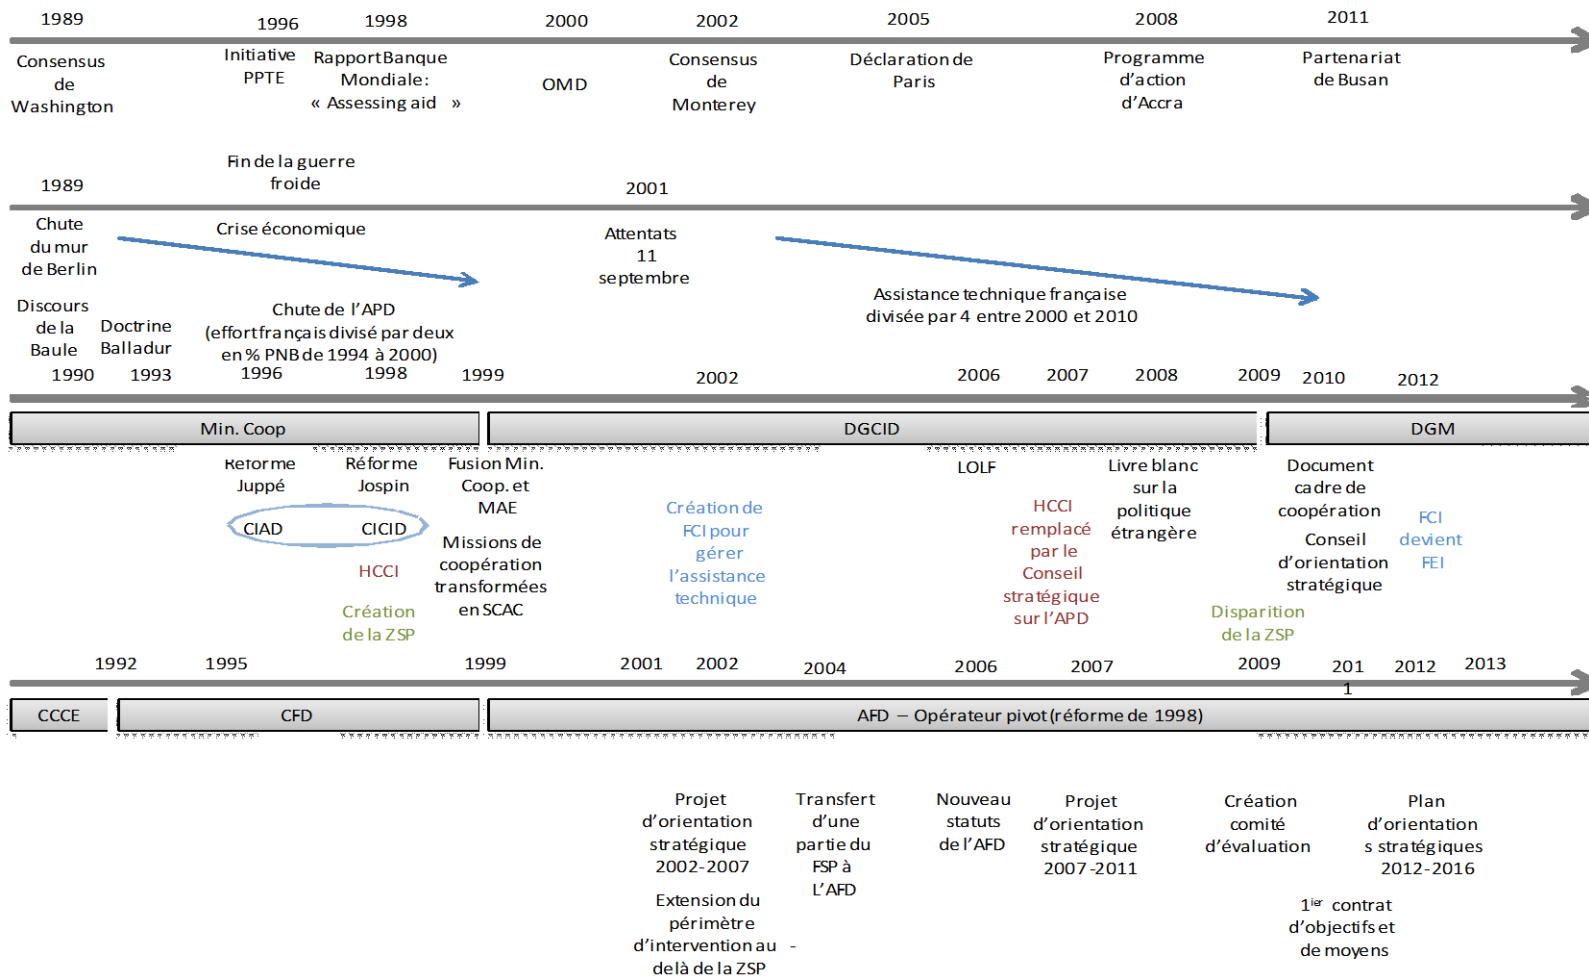 1989
1996
1998
2000
2002
2005
2008
2011
Consensus
de
Washington
Initiative
PPTE
Rapport Banque
Mondiale:
« Assessing aid »
OMD
Consensus
de
Monterey
Déclaration de
Paris
Programme
d'action
d'Accra
Partenariat
de Busan
Fin de la guerre
froide
1989
2001
Chute
du mur
de Berlin
Crise économique
Attentats
11
septembre
Discours
de la
Baule
Doctrine
Balladur
Chute de l'APD
(effort français divisé par deux
en % PNB de 1994 à 2000)
Assistance technique française
divisée par 4 entre 2000 et 2010
1990
1993
1996
1998
1999
2002
2006
2007
2008
2009
2010
2012
Min. Coop
DGCID
DGM
Réforme
Juppé
Réforme
Jospin
CIAD
CICID
HCCI
Création
de la ZSP
Fusion Min.
Coop. et
MAE
Missions de
coopération
transformées
en SCAC
Création de
FCI pour
gérer
l'assistance
technique
LOLF
HCCI
remplacé
par le
Conseil
stratégique
sur l'APD
Livre blanc
sur la
politique
étrangère
Disparition
de la ZSP
Document
cadre de
coopération
Conseil
d'orientation
stratégique
FCI
devient
FEI
1992
1995
1999
2001
2002
2004
2006
2007
2009
201
1
2012
2013
CCCE
CFD
AFD – Opérateur pivot (réforme de 1998)
Projet
d'orientation
stratégique
2002-2007
Extension du
périmètre
d'intervention au -
delà de la ZSP
Transfert
d'une
partie du
FSP à
L'AFD
Nouveau
statuts
de l'AFD
Projet
d'orientation
stratégique
2007-2011
Création
comité
d'évaluation
Plan
d'orientation
s stratégiques
2012-2016
1ier contrat
d'objectifs et
de moyens